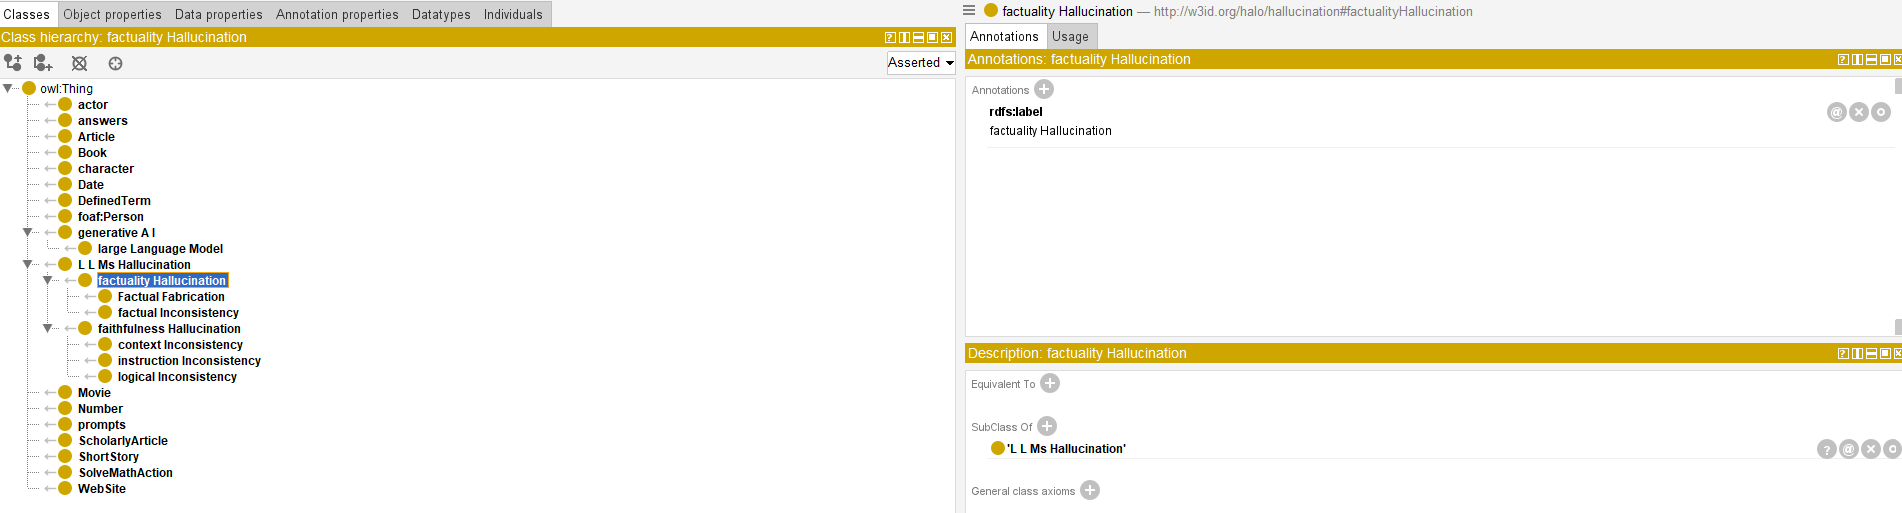 Classes Object properties Data properties Annotation properties Datatypes Individuals
Class hierarchy: factuality Hallucination
Asserted
owl:Thing
actor
answers
Article
Book
character
Date
DefinedTerm
foaf:Person
generative A I
large Language Model
L L Ms Hallucination
factuality Hallucination
Factual Fabrication
factual Inconsistency
faithfulness Hallucination
context Inconsistency
instruction Inconsistency
logical Inconsistency
Movie
Number
prompts
ScholarlyArticle
ShortStory
SolveMathAction
WebSite
factuality Hallucination — http://w3id.org/halo/hallucination#factualityHallucination
Annotations Usage
Annotations: factuality Hallucination
Annotations
rdfs:label
factuality Hallucination
Description: factuality Hallucination
Equivalent To
SubClass Of
'L L Ms Hallucination'
General class axioms